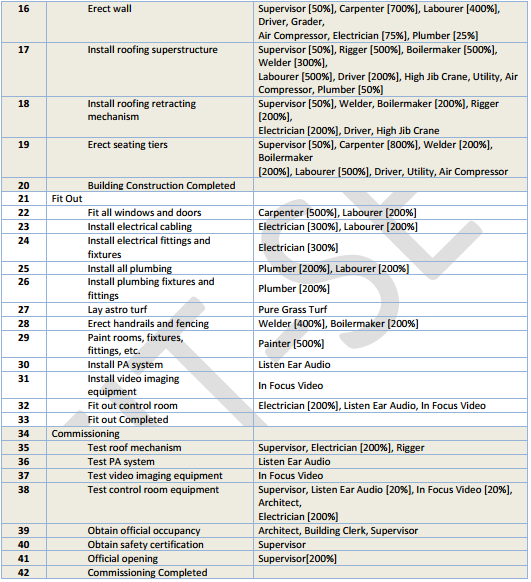 16 Erect wall Supervisor [50%], Carpenter [700%], Labourer [400%],
Driver, Grader,
Air Compressor, Electrician [75%], Plumber [25%]
17 Install roofing superstructure Supervisor [50%], Rigger [500%], Boilermaker [500%],
Welder [300%],
Labourer [500%], Driver [200%], High Jib Crane, Utility, Air
Compressor, Plumber [50%]
18 Install roofing retracting mechanism Supervisor [50%], Welder, Boilermaker [200%], Rigger
[200%],
Electrician [200%], Driver, High Jib Crane
19 Erect seating tiers Supervisor [50%], Carpenter [800%], Welder [200%],
Boilermaker
[200%], Labourer [500%], Driver, Utility, Air Compressor
20 Building Construction Completed
21 Fit Out
22 Fit all windows and doors Carpenter [500%], Labourer [200%]
23 Install electrical cabling Electrician [300%], Labourer [200%]
24 Install electrical fittings and
fixtures Electrician [300%]
25 Install all plumbing Plumber [200%], Labourer [200%]
26 Install plumbing fixtures and
fittings Plumber [200%]
27 Lay astro turf Pure Grass Turf
28 Erect handrails and fencing Welder [400%], Boilermaker [200%]
29 Paint rooms, fixtures,
fittings, etc. Painter [500%]
30 Install PA system Listen Ear Audio
31 Install video imaging
equipment In Focus Video
32 Fit out control room Electrician [200%], Listen Ear Audio, In Focus Video
33 Fit out Completed
34 Commissioning
35 Test roof mechanism Supervisor, Electrician [200%], Rigger
36 Test PA system Listen Ear Audio
37 Test video imaging equipment In Focus Video
38 Test control room equipment Supervisor, Listen Ear Audio [20%], In Focus Video [20%],
Architect,
Electrician [200%]
39 Obtain official occupancy Architect, Building Clerk, Supervisor
40 Obtain safety certification Supervisor
41 Official opening Supervisor[200%]
42 Commissioning Completed